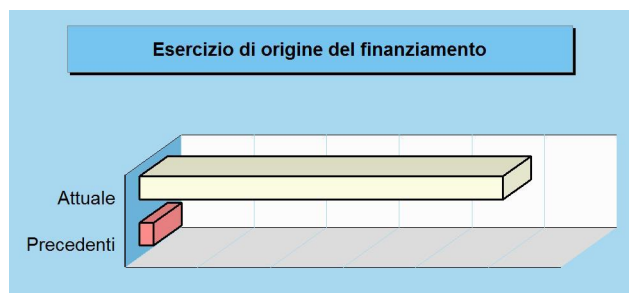 Esercizio di origine del finanziamento
Attuale
Precedenti